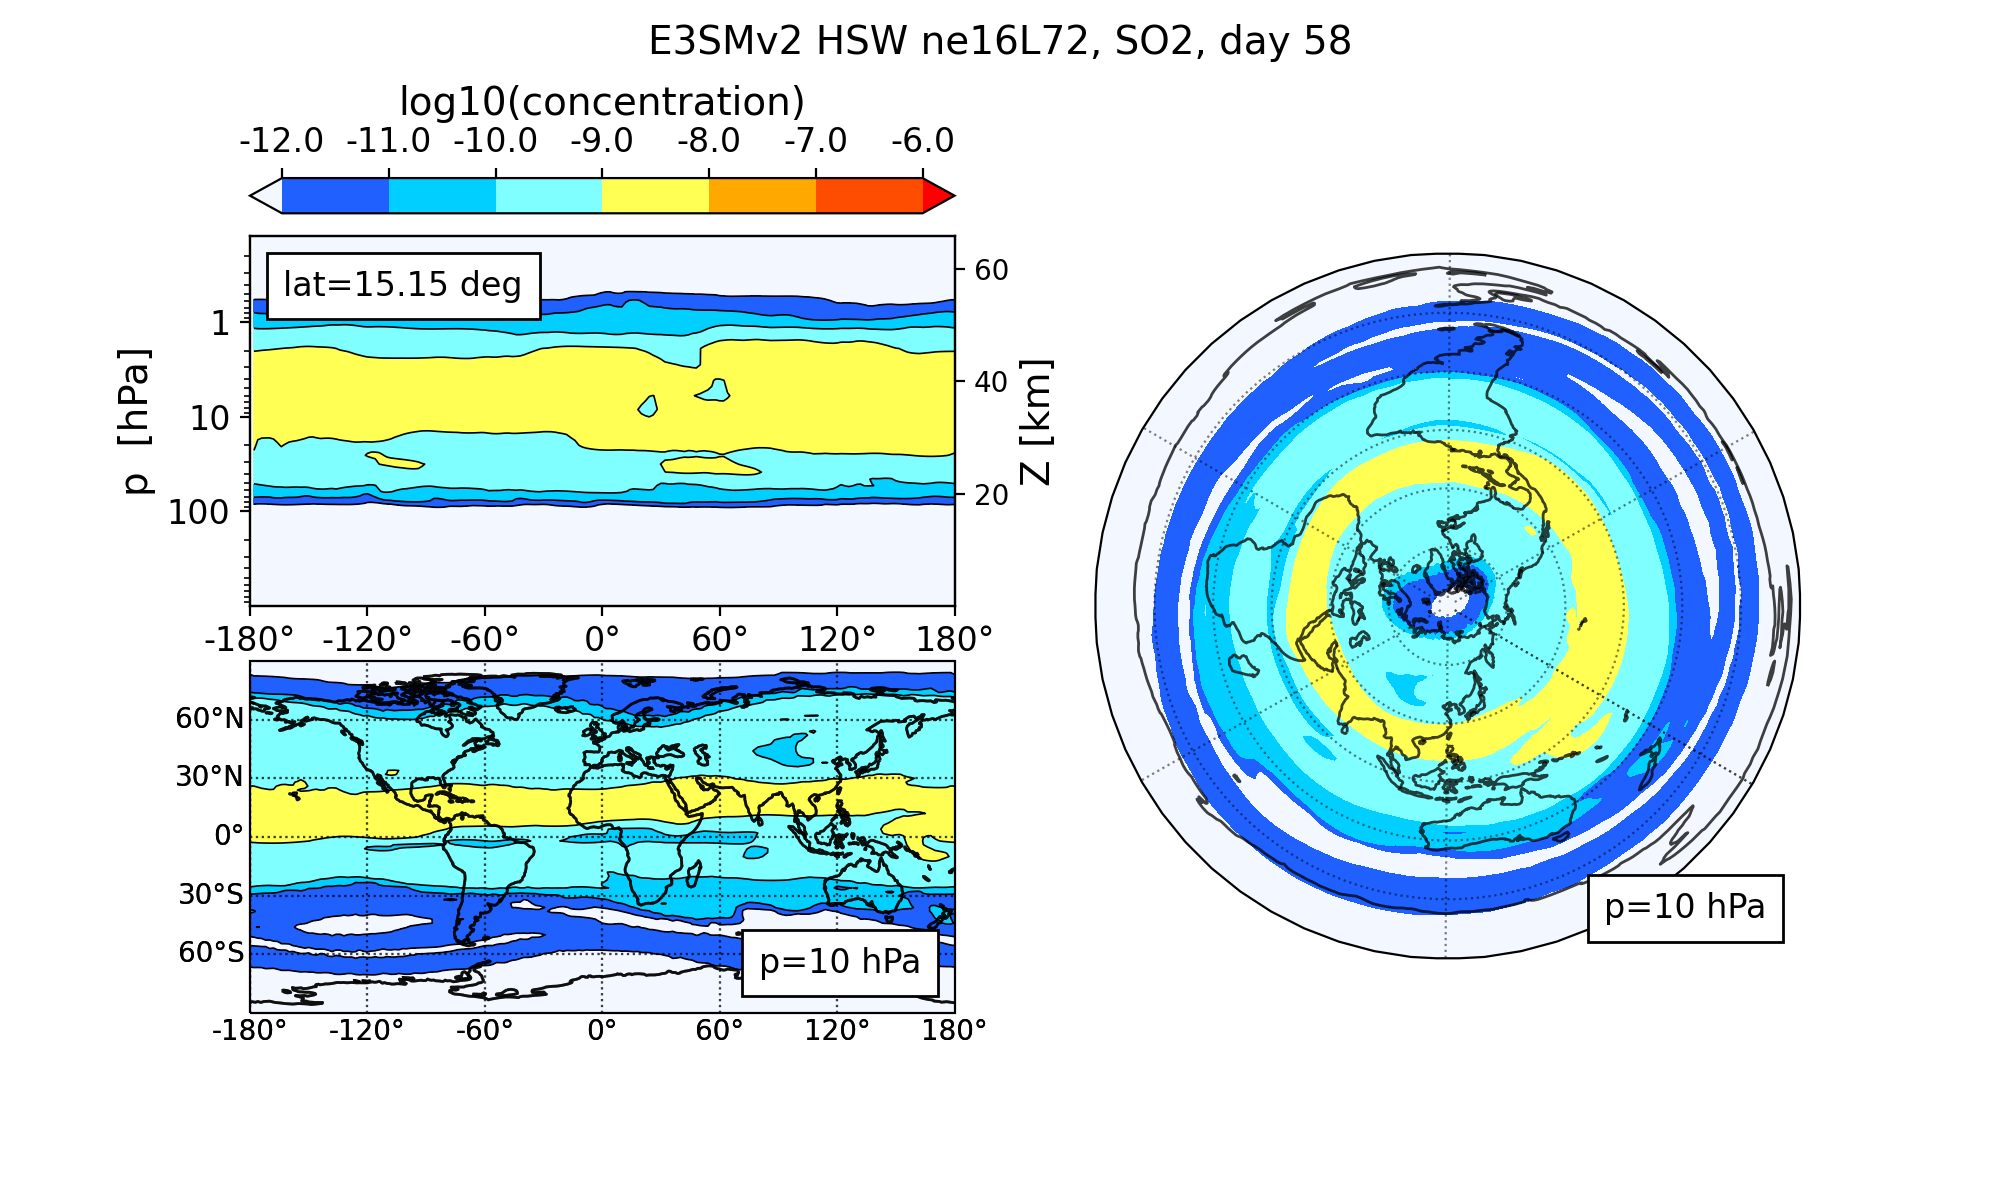 E3SMv2 HSW ne16L72, SO2, day 58
log10(concentration)
-12.0 -11.0 -10.0 -9.0 -8.0 -7.0 -6.0
lat=15.15 deg
p [hPa]
1
10
100
Z [km]
60
40
20
-180° -120° -60° 0° 60° 120° 180°
60°N
30°N
0°
30°S
60°S
p=10 hPa
-180° -120° -60° 0° 60° 120° 180°
p=10 hPa